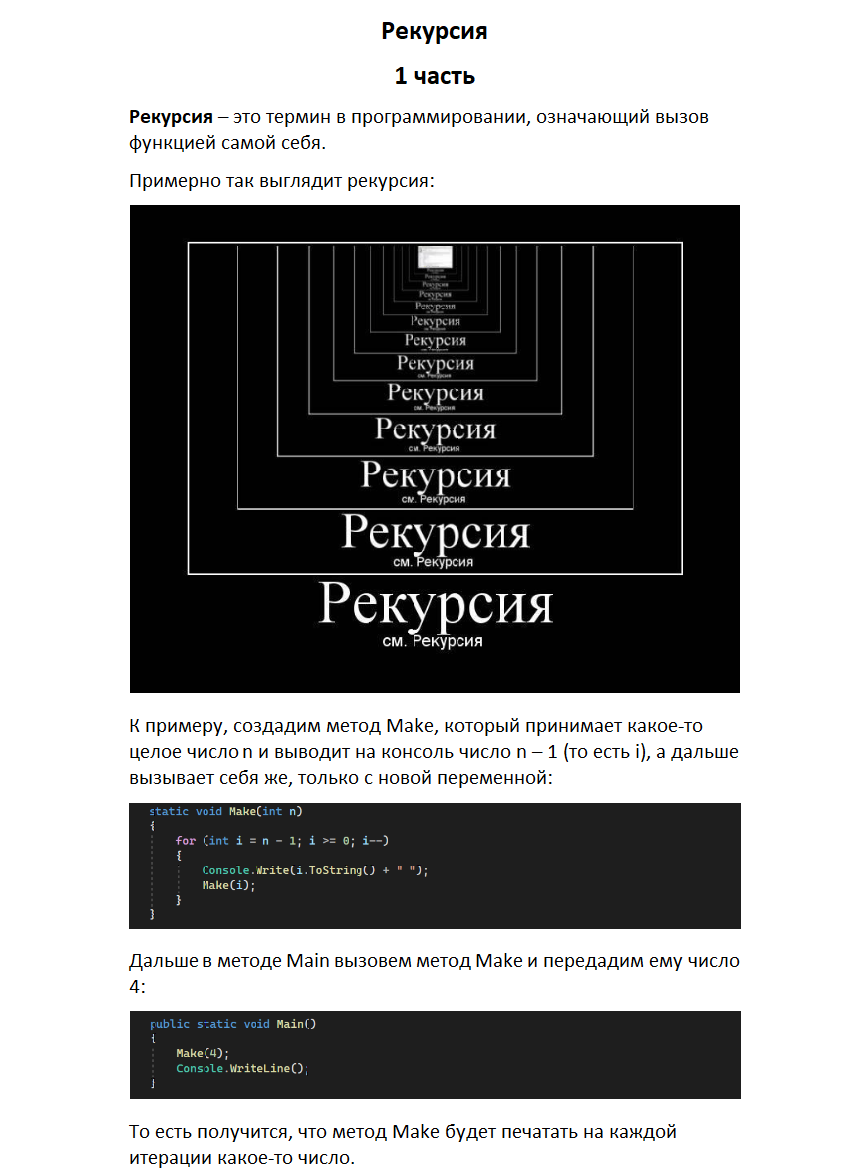 Рекурсия
1 часть
Рекурсия – это термин в программировании, означающий вызов
функцией самой себя.
Примерно так выглядит рекурсия:
Рекурсия
Рекурсия
Рекурсия
Рекурсия
Рекурсия
Рекурсия
см. Рекурсия
Рекурсия
см. Рекурсия
Рекурсия
см. Рекурсия
Рекурсия
см. Рекурсия
Рекурсия
см. Рекурсия
Рекурсия
см. Рекурсия
К примеру, создадим метод Make, который принимает какое-то
целое число n и выводит на консоль число n – 1 (то есть i), а дальше
вызывает себя же, только с новой переменной:
static void Make(int n)
{
for (int i = n - 1; i >= 0; i--)
{
Console.Write(i.ToString() + " ");
Make(i);
}
}
Дальше в методе Main вызовем метод Make и передадим ему число
4:
public static void Main()
{
Make(4);
Console.WriteLine();
}
То есть получится, что метод Make будет печатать на каждой
итерации какое-то число.